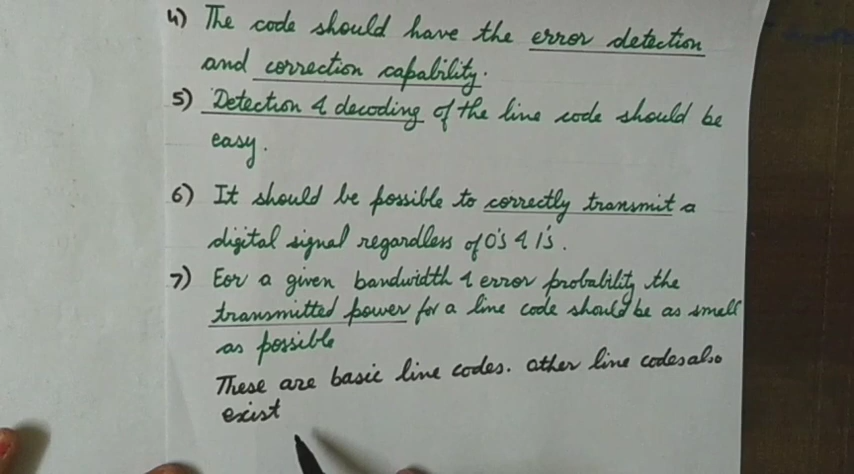 4) The code should have the error detection
and correction capability.
5) Detection & decoding of the line code should be
easy.
6) It should be possible to correctly transmit a
digital signal regardless of 0's & 1's.
7) For a given bandwidth & error probability the
transmitted power for a line code should be as small
as possible
These are basic line codes. Other line codes also
exist